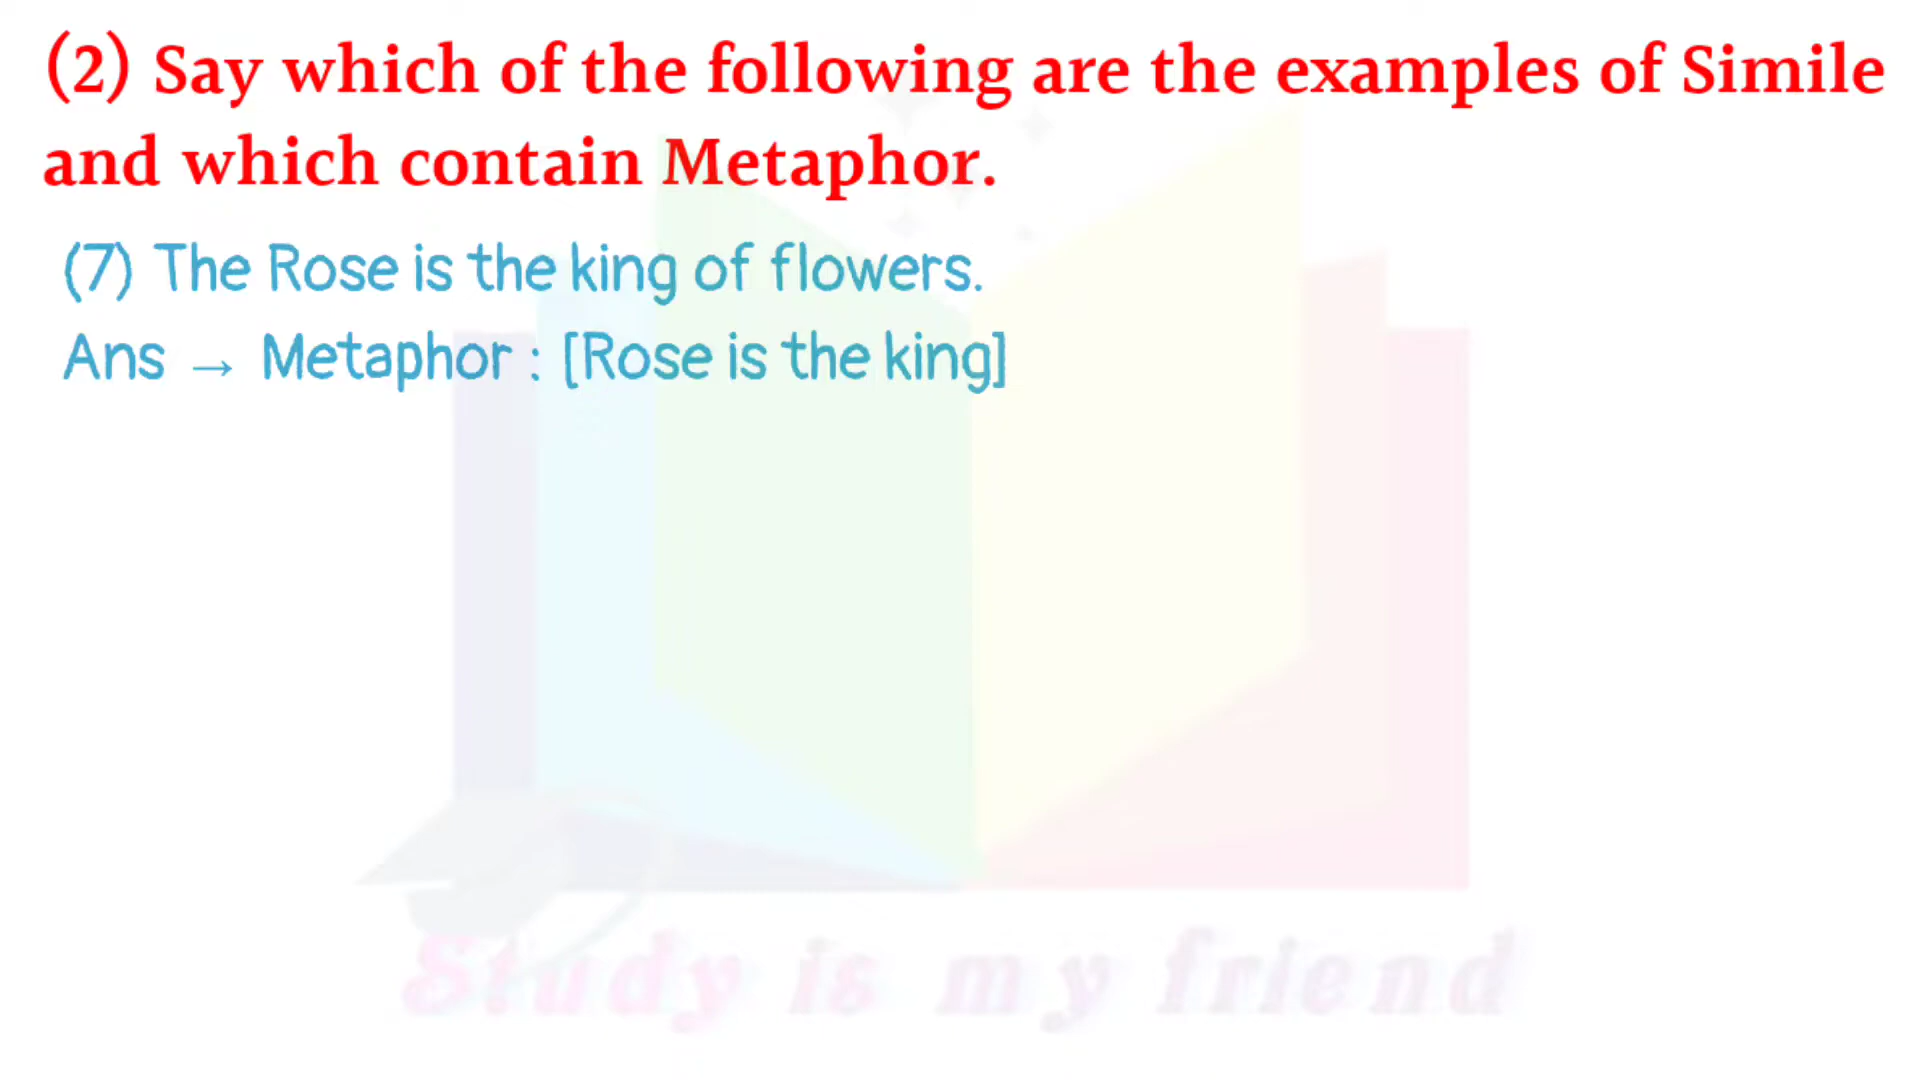 (2) Say which of the following are the examples of Simile
and which contain Metaphor.
(7) The Rose is the king of flowers.
Ans → Metaphor : [Rose is the king]
Study is my friend